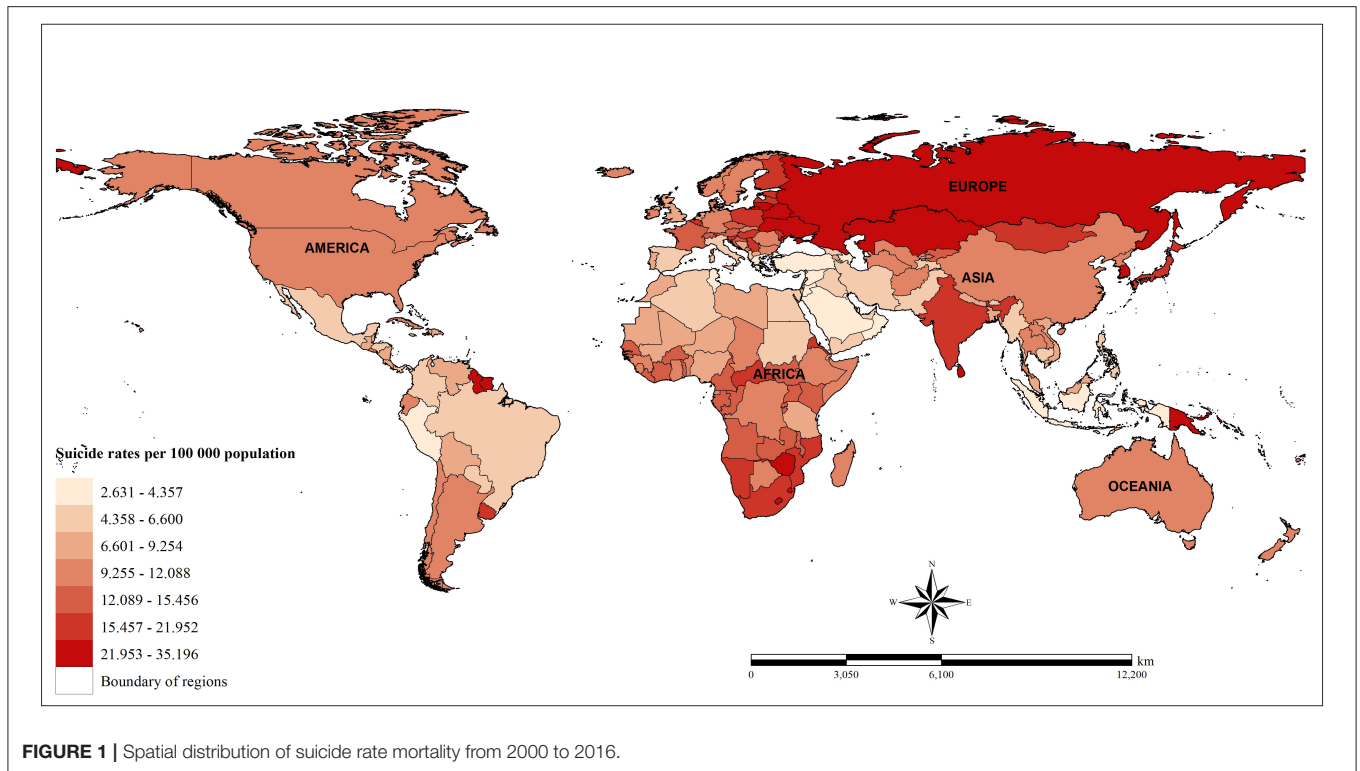 EUROPE
AMERICA
ASIA
AFRICA
OCEANIA
Suicide rates per 100 000 population
2.631 - 4.357
4.358 - 6.600
6.601 - 9.254
9.255 - 12.088
12.089 - 15.456
15.457 - 21.952
21.953 - 35.196
Boundary of regions
N
W E
S
km
0 3,050 6,100 12,200
FIGURE 1 | Spatial distribution of suicide rate mortality from 2000 to 2016.